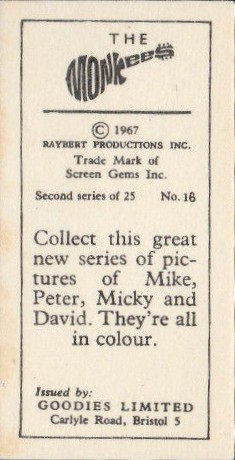 THE
MONKEES
© 1967
RAYBERT PRODUCTIONS INC.
Trade Mark of
Screen Gems Inc.
Second series of 25 No. 16
Collect this great
new series of pic-
tures of Mike,
Peter, Micky and
David. They're all
in colour.
Issued by:
GOODIES LIMITED
Carlyle Road, Bristol 5